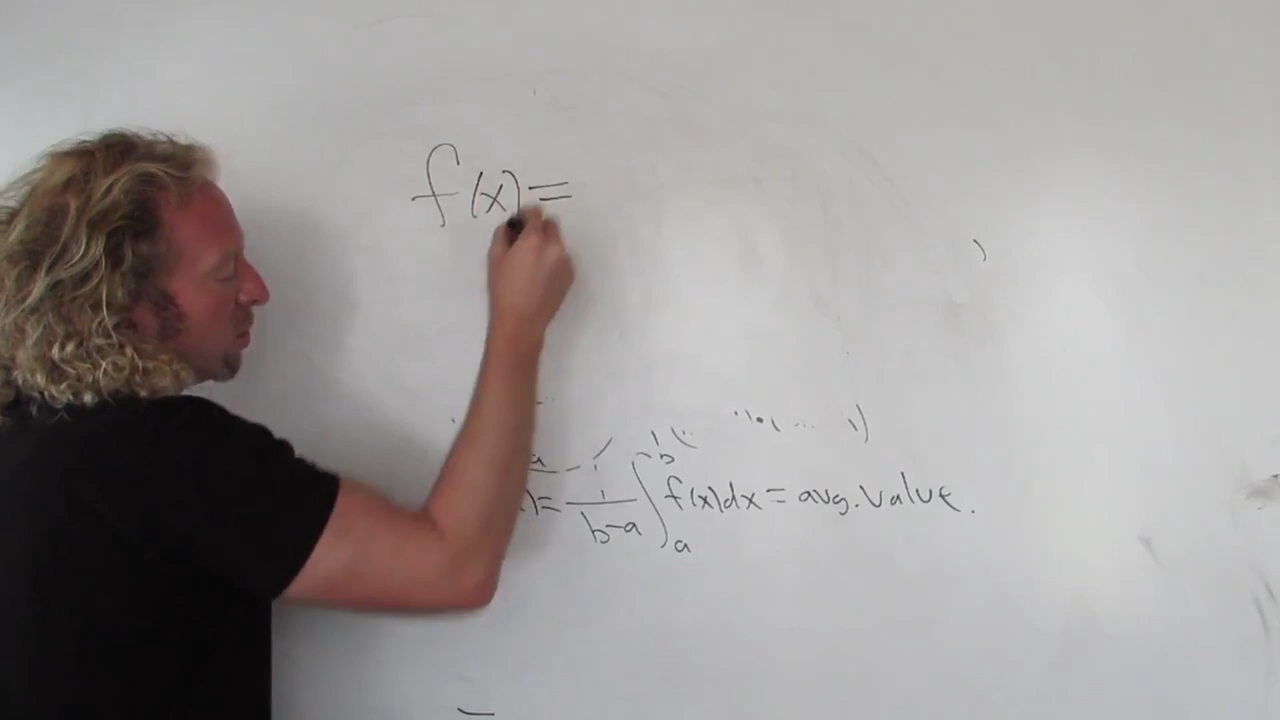 f(x)=
)= 1/(b-a) ∫_a^b f(x)dx = avg. value.